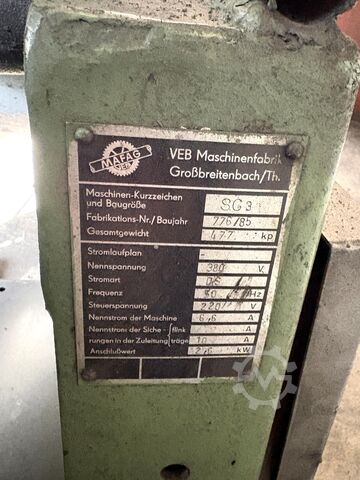 MAFAG
VEB Maschinenfabrik
Großbreitenbach/Th.
Maschinen-Kurzzeichen
und Baugröße SG 3
Fabrikations-Nr./Baujahr 776/85
Gesamtgewicht 477 kp
Stromlaufplan -
Nennspannung 380 V
Stromart DS
Frequenz 50 Hz
Steuerspannung 220 V
Nennstrom der Maschine 6,6 A
Nennstrom der Siche- flink A
rungen in der Zuleitung träge 10 A
Anschlußwert 2,6 kW